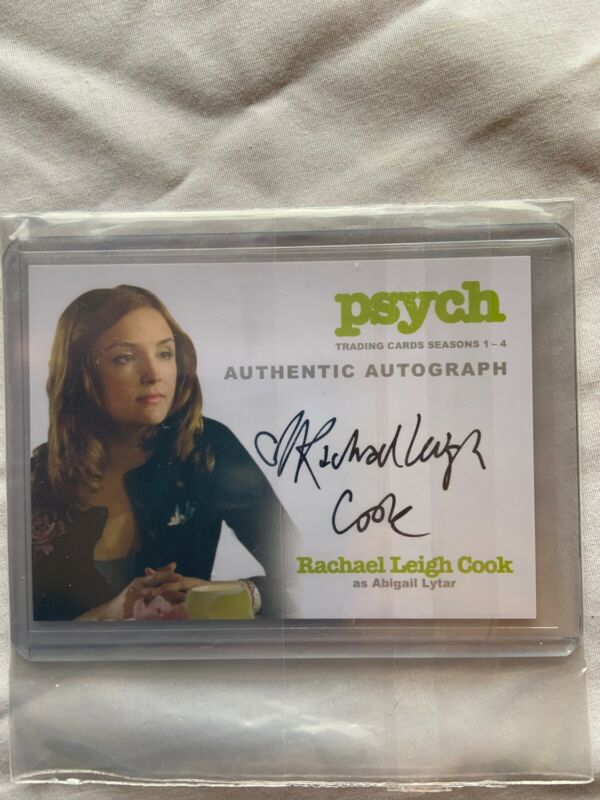 psych
TRADING CARDS SEASONS 1 – 4
AUTHENTIC AUTOGRAPH
Rachael Leigh
Cook
Rachael Leigh Cook
as Abigail Lytar